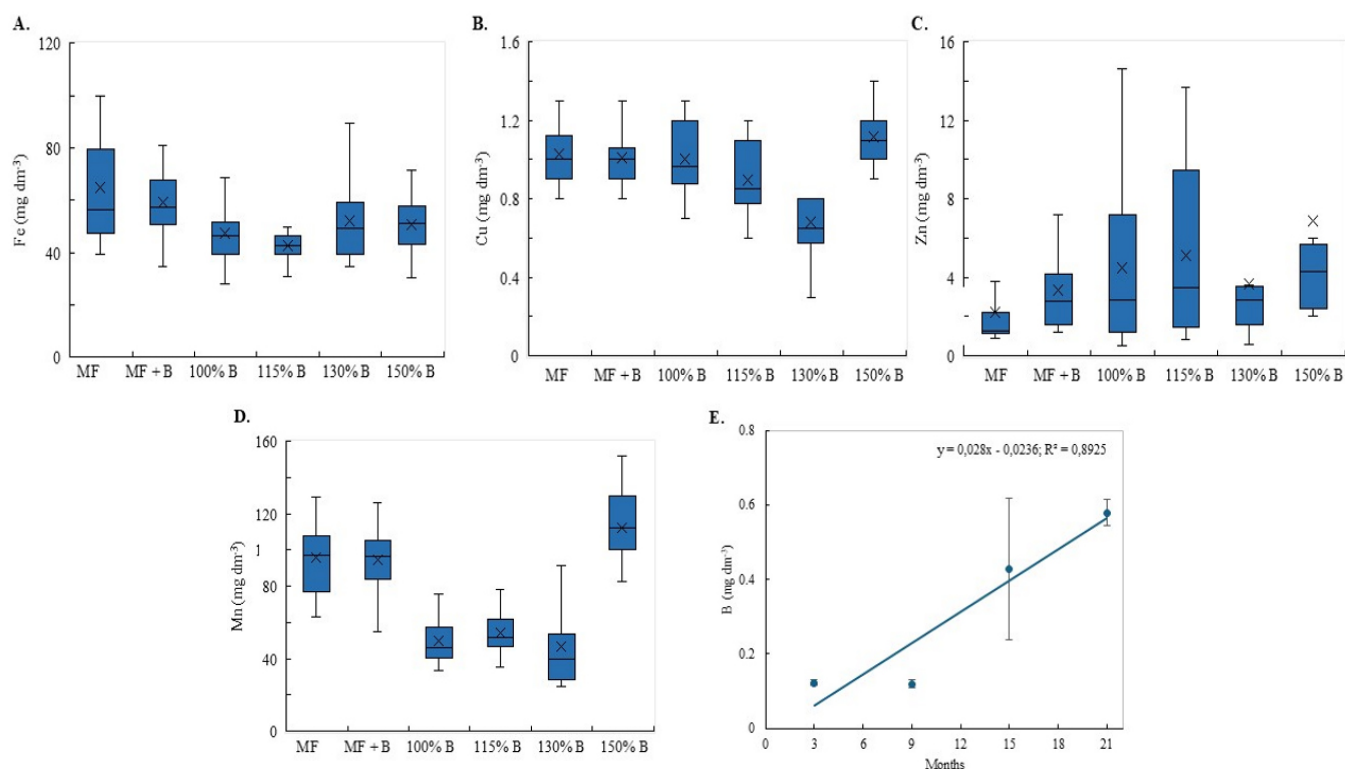 A.
Fe (mg dm-3)
120
80
40
0
MF MF + B 100% B 115% B 130% B 150% B
B.
Cu (mg dm-3)
1.6
1.2
0.8
0.4
0
MF MF + B 100% B 115% B 130% B 150% B
C.
Zn (mg dm-3)
16
12
8
4
0
MF MF + B 100% B 115% B 130% B 150% B
D.
Mn (mg dm-3)
160
120
80
40
0
MF MF + B 100% B 115% B 130% B 150% B
E.
y = 0,028x - 0,0236; R² = 0,8925
B (mg dm-3)
0.8
0.6
0.4
0.2
0
0 3 6 9 12 15 18 21
Months